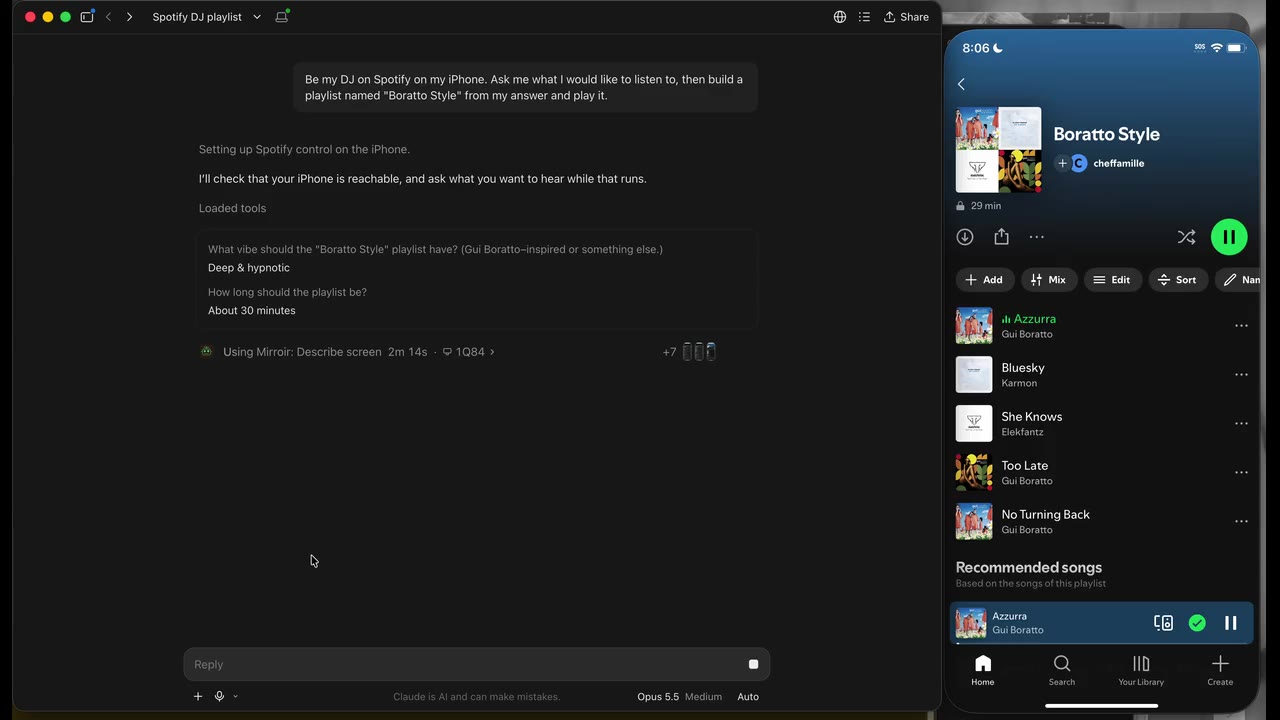 Spotify DJ playlist
Share
Be my DJ on Spotify on my iPhone. Ask me what I would like to listen to, then build a
playlist named "Boratto Style" from my answer and play it.
Setting up Spotify control on the iPhone.
I'll check that your iPhone is reachable, and ask what you want to hear while that runs.
Loaded tools
What vibe should the "Boratto Style" playlist have? (Gui Boratto–inspired or something else.)
Deep & hypnotic
How long should the playlist be?
About 30 minutes
Using Mirroir: Describe screen 2m 14s · 1Q84
+7
Reply
Claude is AI and can make mistakes.
Opus 5.5 Medium
Auto
8:06
SOS
Boratto Style
C cheffamille
29 min
Add
Mix
Edit
Sort
Nam
Azzurra
Gui Boratto
Bluesky
Karmon
She Knows
Elekfantz
Too Late
Gui Boratto
No Turning Back
Gui Boratto
Recommended songs
Based on the songs of this playlist
Azzurra
Gui Boratto
Home
Search
Your Library
Create